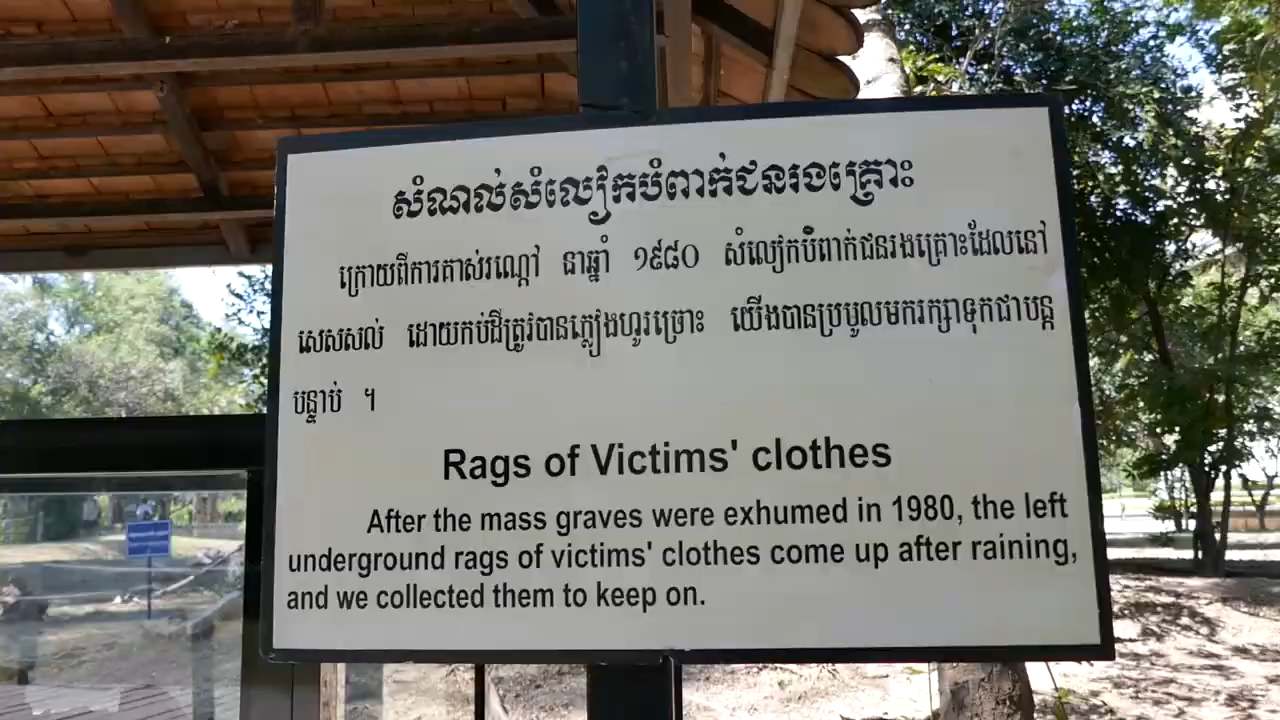 សំណល់សំលៀកបំពាក់ជនរងគ្រោះ
ក្រោយពីការគាស់រណ្តៅ នាឆ្នាំ ១៩៨០ សំលៀកបំពាក់ជនរងគ្រោះដែលនៅ
សេសសល់ ដោយកប់ដីត្រូវបានភ្លៀងហូរច្រោះ យើងបានប្រមូលមករក្សាទុកជាបន្ត
បន្ទាប់ ។
Rags of Victims' clothes
After the mass graves were exhumed in 1980, the left
underground rags of victims' clothes come up after raining,
and we collected them to keep on.